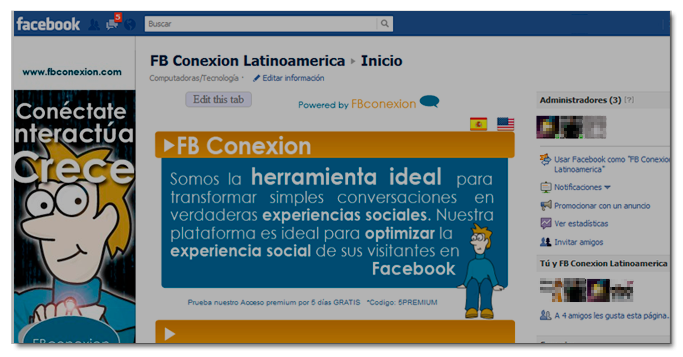 facebook
5
Buscar
www.fbconexion.com
Conéctate
Interactúa
Crece
FBconexion
FB Conexion Latinoamerica ▸ Inicio
Computadoras/Tecnología · Editar información
Edit this tab
Powered by FBconexion
FB Conexion
Somos la herramienta ideal para
transformar simples conversaciones en
verdaderas experiencias sociales. Nuestra
plataforma es ideal para optimizar la
experiencia social de sus visitantes en
Facebook
Prueba nuestro Acceso premium por 5 días GRATIS *Codigo: 5PREMIUM
Administradores (3) [?]
Usar Facebook como "FB Conexion
Latinoamerica"
Notificaciones
Promocionar con un anuncio
Ver estadísticas
Invitar amigos
Tú y FB Conexion Latinoamerica
A 4 amigos les gusta esta página.